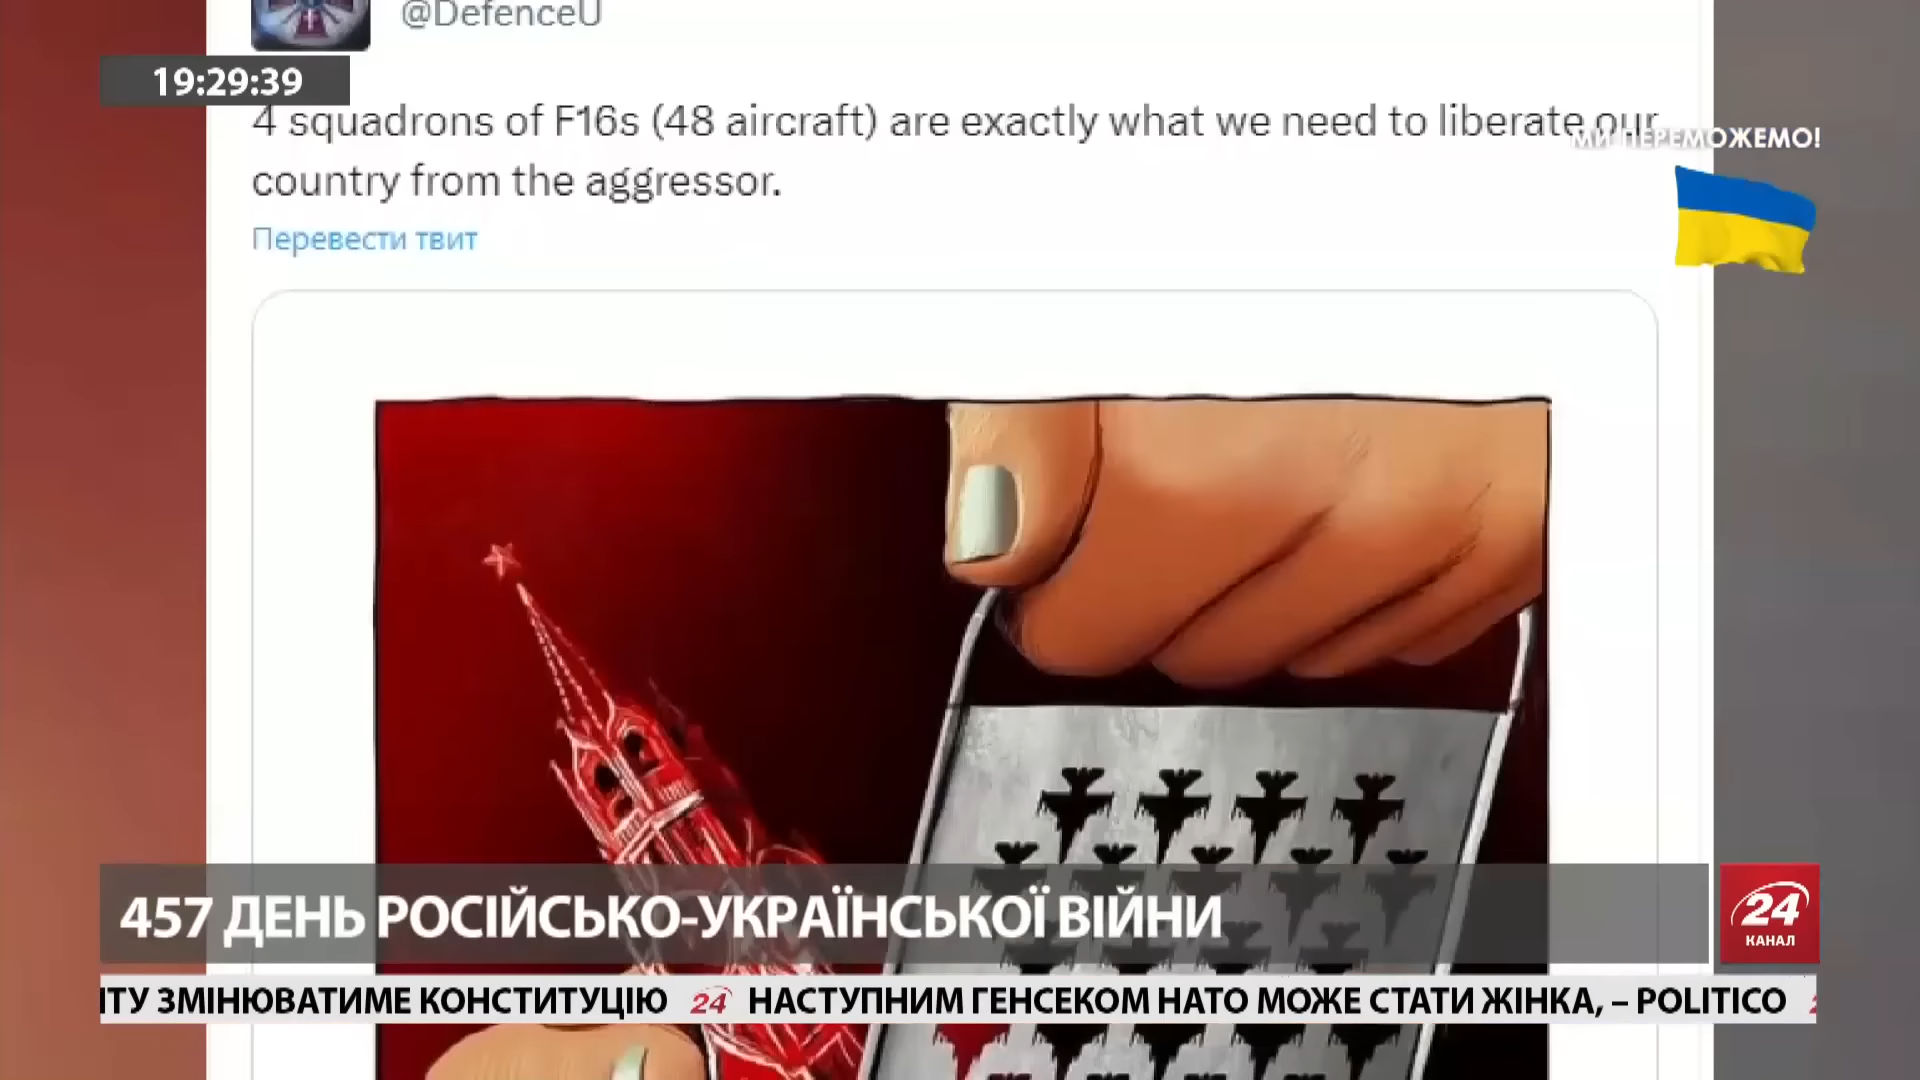 @DefenceU
19:29:39
4 squadrons of F16s (48 aircraft) are exactly what we need to liberate our
country from the aggressor.
МИ ПЕРЕМОЖЕМО!
Перевести твит
457 ДЕНЬ РОСІЙСЬКО-УКРАЇНСЬКОЇ ВІЙНИ
24
КАНАЛ
ІТУ ЗМІНЮВАТИМЕ КОНСТИТУЦІЮ 24 НАСТУПНИМ ГЕНСЕКОМ НАТО МОЖЕ СТАТИ ЖІНКА, – POLITICO